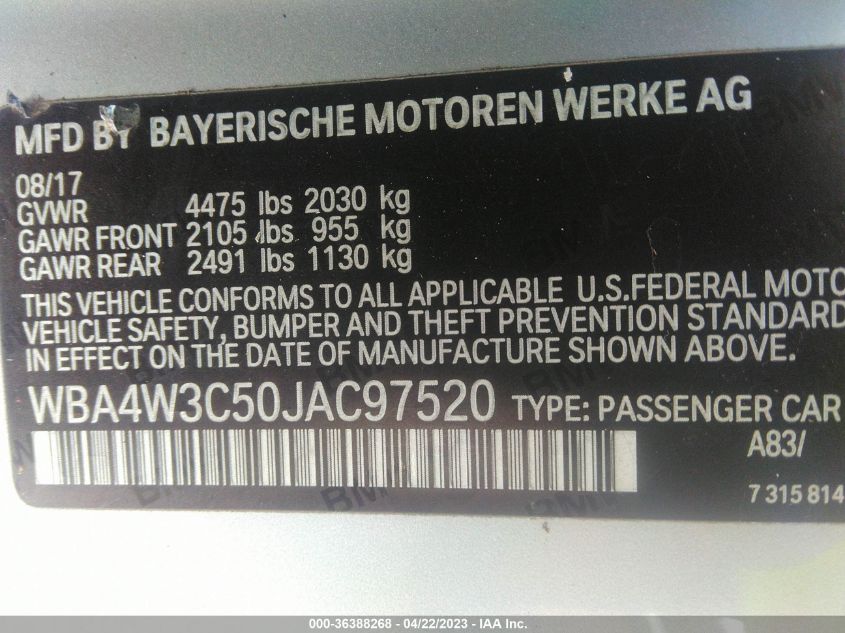 MFD BY BAYERISCHE MOTOREN WERKE AG
08/17
GVWR 4475 lbs 2030 kg
GAWR FRONT 2105 lbs 955 kg
GAWR REAR 2491 lbs 1130 kg
THIS VEHICLE CONFORMS TO ALL APPLICABLE U.S.FEDERAL MOTO
VEHICLE SAFETY, BUMPER AND THEFT PREVENTION STANDARD
IN EFFECT ON THE DATE OF MANUFACTURE SHOWN ABOVE.
WBA4W3C50JAC97520 TYPE: PASSENGER CAR
A83/
7 315 814
000-36388268 - 04/22/2023 - IAA Inc.